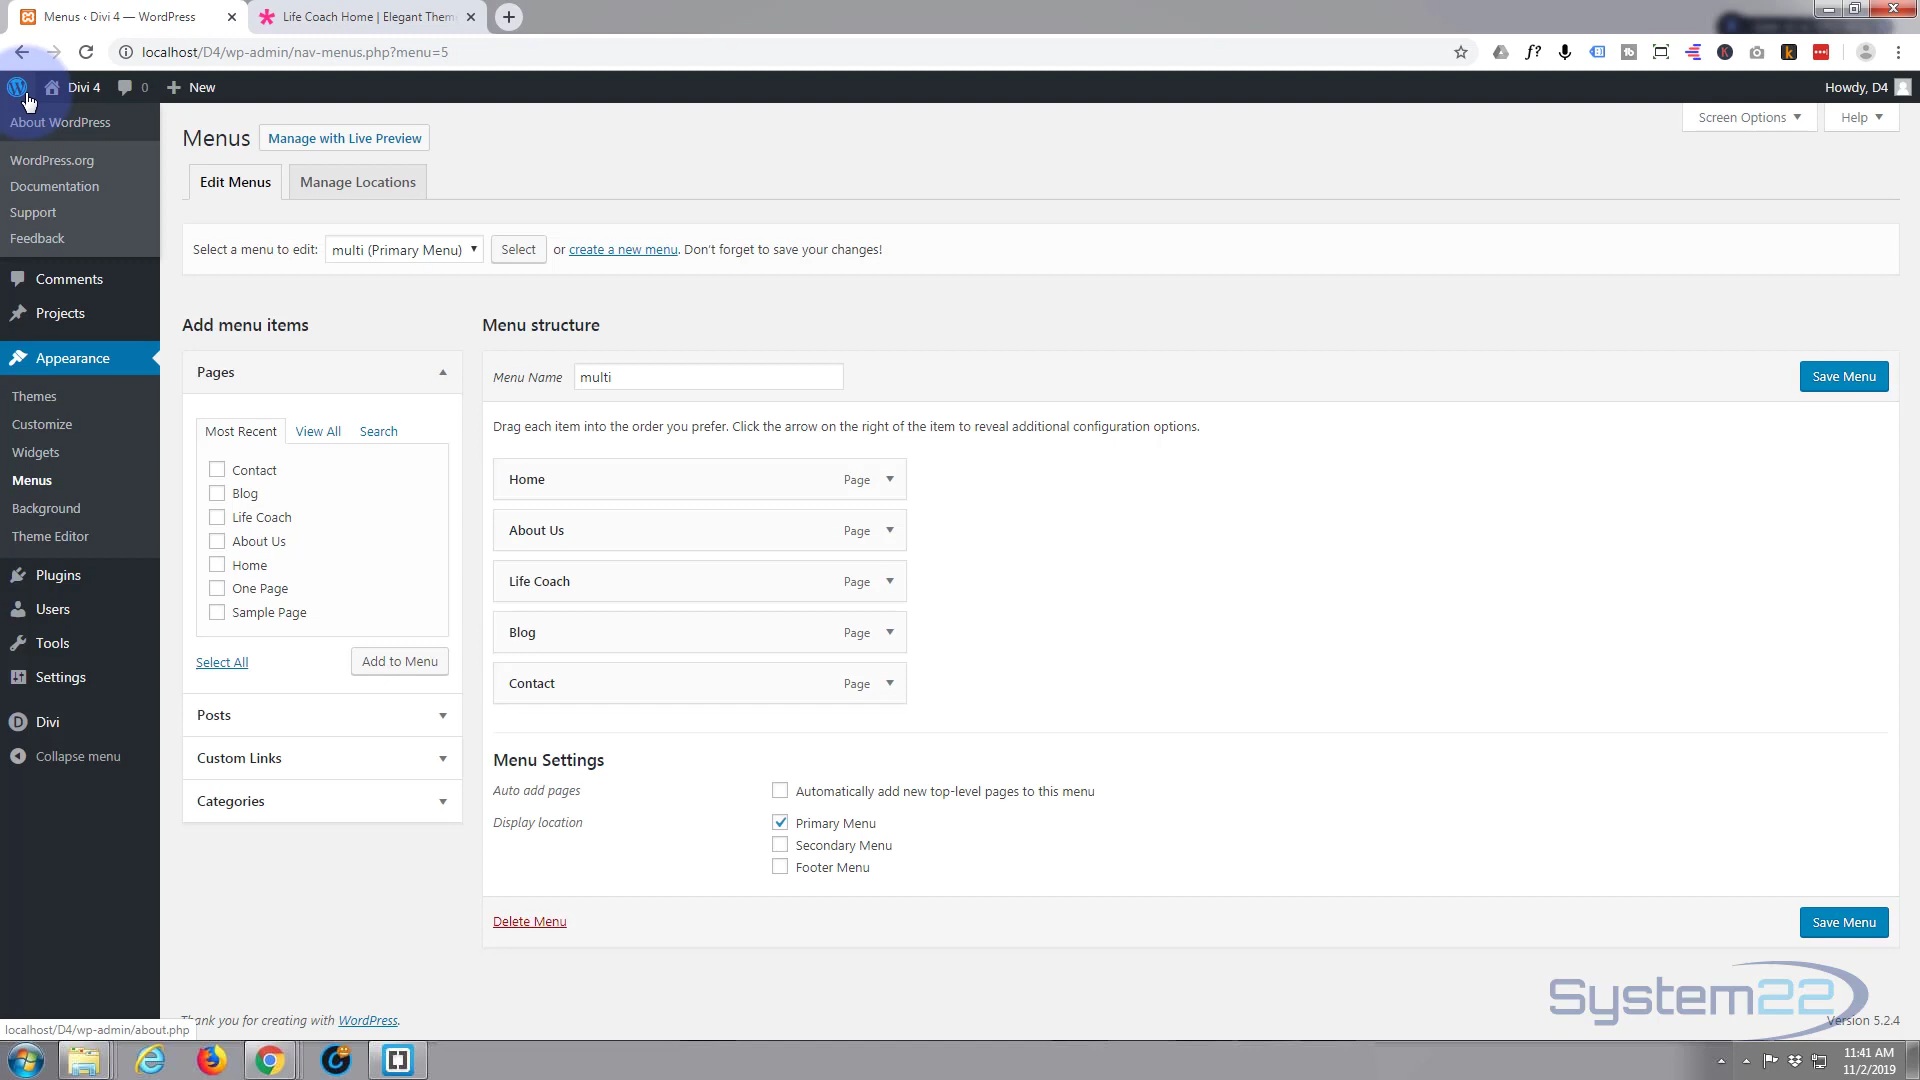 Menus ‹ Divi 4 — WordPress
Life Coach Home | Elegant Them
localhost/D4/wp-admin/nav-menus.php?menu=5
Divi 4
0
New
Howdy, D4
About WordPress
WordPress.org
Documentation
Support
Feedback
Comments
Projects
Appearance
Themes
Customize
Widgets
Menus
Background
Theme Editor
Plugins
Users
Tools
Settings
Divi
Collapse menu
Screen Options
Help
Menus
Manage with Live Preview
Edit Menus
Manage Locations
Select a menu to edit: multi (Primary Menu) Select or create a new menu. Don't forget to save your changes!
Add menu items
Pages
Most Recent View All Search
Contact
Blog
Life Coach
About Us
Home
One Page
Sample Page
Select All
Add to Menu
Posts
Custom Links
Categories
Menu structure
Menu Name multi
Save Menu
Drag each item into the order you prefer. Click the arrow on the right of the item to reveal additional configuration options.
Home Page
About Us Page
Life Coach Page
Blog Page
Contact Page
Menu Settings
Auto add pages
Automatically add new top-level pages to this menu
Display location
Primary Menu
Secondary Menu
Footer Menu
Delete Menu
Save Menu
System22
Thank you for creating with WordPress.
Version 5.2.4
localhost/D4/wp-admin/about.php
11:41 AM
11/2/2019